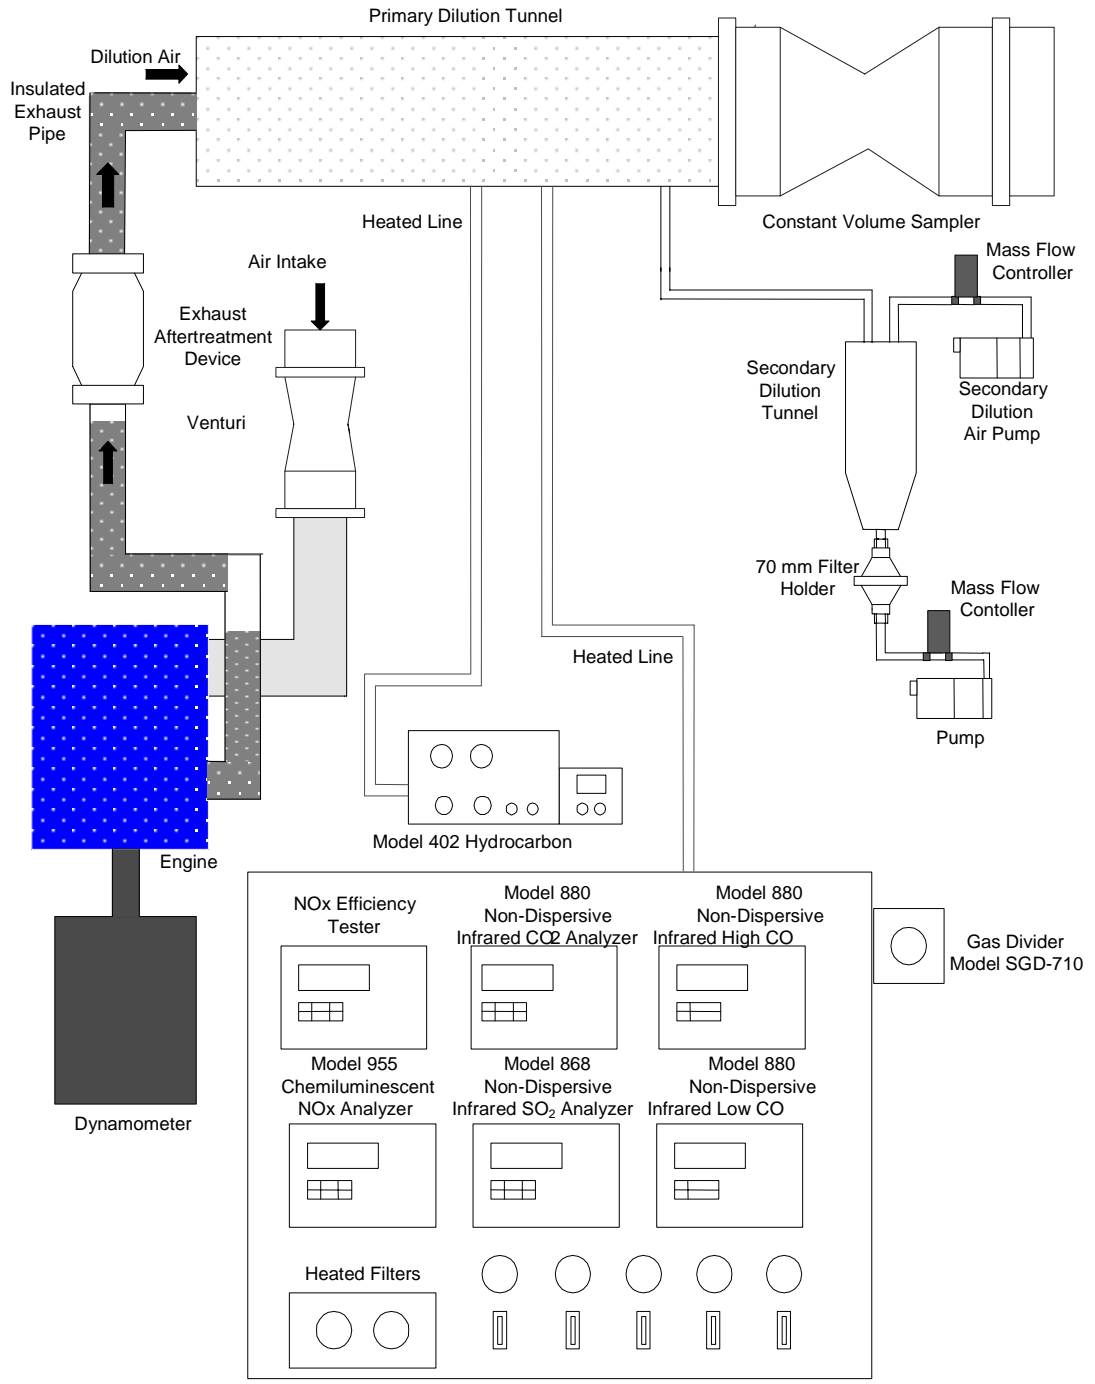 Primary Dilution Tunnel
Dilution Air
Insulated
Exhaust
Pipe
Heated Line
Constant Volume Sampler
Mass Flow
Controller
Air Intake
Exhaust
Aftertreatment
Device
Venturi
Secondary
Dilution
Tunnel
Secondary
Dilution
Air Pump
70 mm Filter
Holder
Mass Flow
Contoller
Heated Line
Pump
Model 402 Hydrocarbon
Engine
NOx Efficiency
Tester
Model 880
Non-Dispersive
Infrared CO2 Analyzer
Model 880
Non-Dispersive
Infrared High CO
Gas Divider
Model SGD-710
Model 955
Chemiluminescent
NOx Analyzer
Model 868
Non-Dispersive
Infrared SO₂ Analyzer
Model 880
Non-Dispersive
Infrared Low CO
Dynamometer
Heated Filters